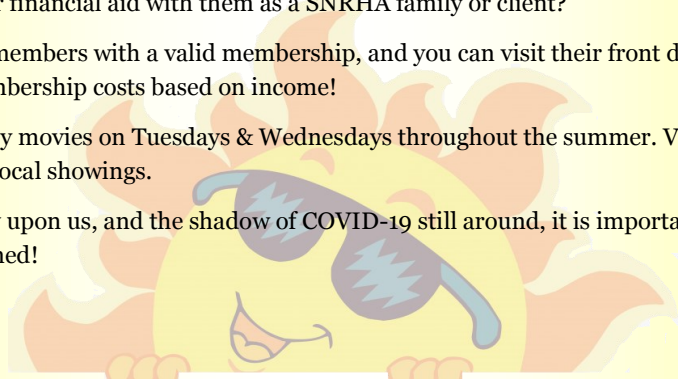 financial aid with them as a SNRHA family or client?
members with a valid membership, and you can visit their front d
bership costs based on income!
y movies on Tuesdays & Wednesdays throughout the summer. V
ocal showings.
upon us, and the shadow of COVID-19 still around, it is importa
ned!